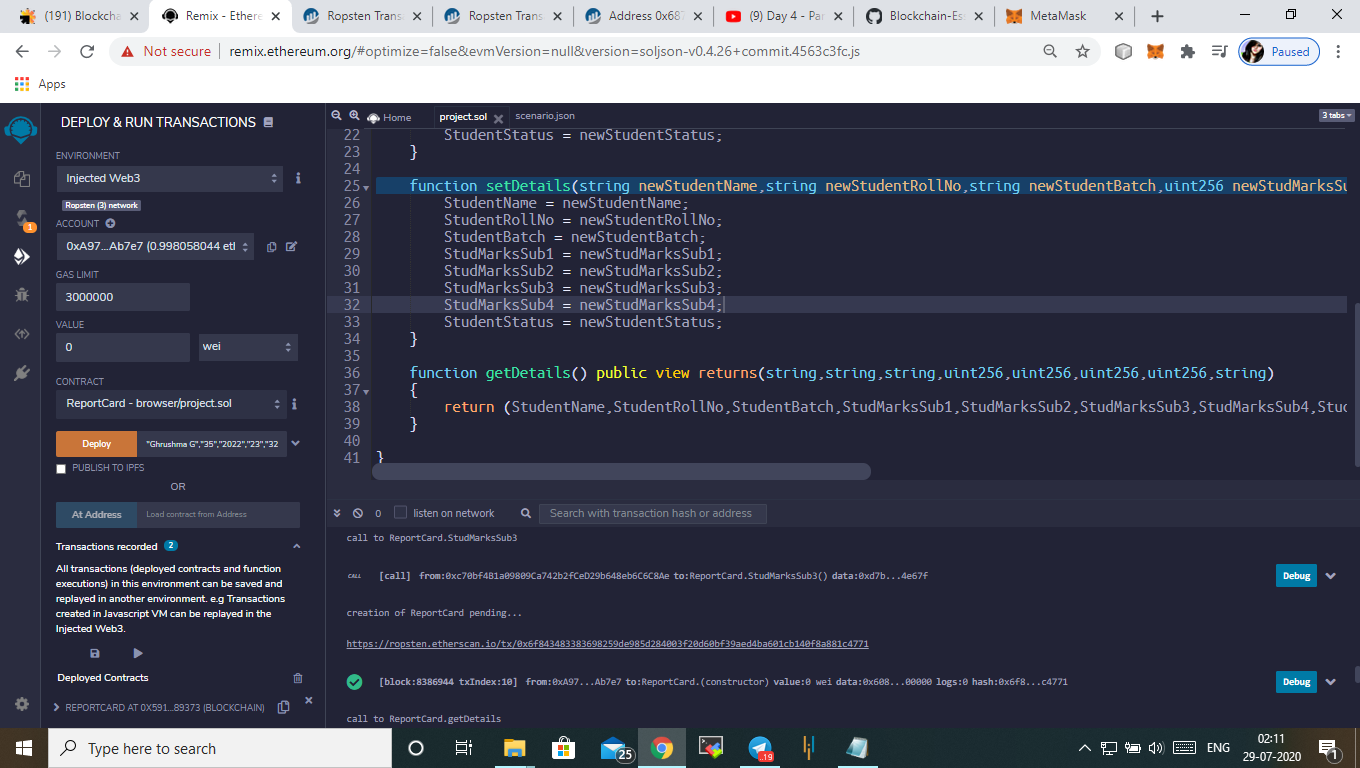 (191) Blockcha
Remix - Ethere
Ropsten Trans
Ropsten Trans
Address 0x687
(9) Day 4 - Par
Blockchain-Es
MetaMask
Not secure
remix.ethereum.org/#optimize=false&evmVersion=null&version=soljson-v0.4.26+commit.4563c3fc.js
Paused
Apps
DEPLOY & RUN TRANSACTIONS
ENVIRONMENT
Injected Web3
Ropsten (3) network
ACCOUNT
0xA97...Ab7e7 (0.998058044 eth
GAS LIMIT
3000000
VALUE
0
wei
CONTRACT
ReportCard - browser/project.sol
Deploy
"Ghrushma G","35","2022","23","32
PUBLISH TO IPFS
OR
At Address
Load contract from Address
Transactions recorded 2
All transactions (deployed contracts and function
executions) in this environment can be saved and
replayed in another environment. e.g Transactions
created in Javascript VM can be replayed in the
Injected Web3.
Deployed Contracts
REPORTCARD AT 0X591...89373 (BLOCKCHAIN)
1
Home
project.sol
scenario.json
3 tabs
22 StudentStatus = newStudentStatus;
23 }
24
25 function setDetails(string newStudentName,string newStudentRollNo,string newStudentBatch,uint256 newStudMarksSu
26 StudentName = newStudentName;
27 StudentRollNo = newStudentRollNo;
28 StudentBatch = newStudentBatch;
29 StudMarksSub1 = newStudMarksSub1;
30 StudMarksSub2 = newStudMarksSub2;
31 StudMarksSub3 = newStudMarksSub3;
32 StudMarksSub4 = newStudMarksSub4;
33 StudentStatus = newStudentStatus;
34 }
35
36 function getDetails() public view returns(string,string,string,uint256,uint256,uint256,uint256,string)
37 {
38 return (StudentName,StudentRollNo,StudentBatch,StudMarksSub1,StudMarksSub2,StudMarksSub3,StudMarksSub4,Stud
39 }
40
41 }
0
listen on network
Search with transaction hash or address
call to ReportCard.StudMarksSub3
CALL [call] from:0xc70bf4B1a09809Ca742b2fCeD29b648eb6C6C8Ae to:ReportCard.StudMarksSub3() data:0xd7b...4e67f
Debug
creation of ReportCard pending...
https://ropsten.etherscan.io/tx/0x6f843483383698259de985d284003f20d60bf39aed4ba601cb140f8a881c4771
[block:8386944 txIndex:10] from:0xA97...Ab7e7 to:ReportCard.(constructor) value:0 wei data:0x608...00000 logs:0 hash:0x6f8...c4771
Debug
call to ReportCard.getDetails
Type here to search
25
.19
ENG
02:11
29-07-2020
1